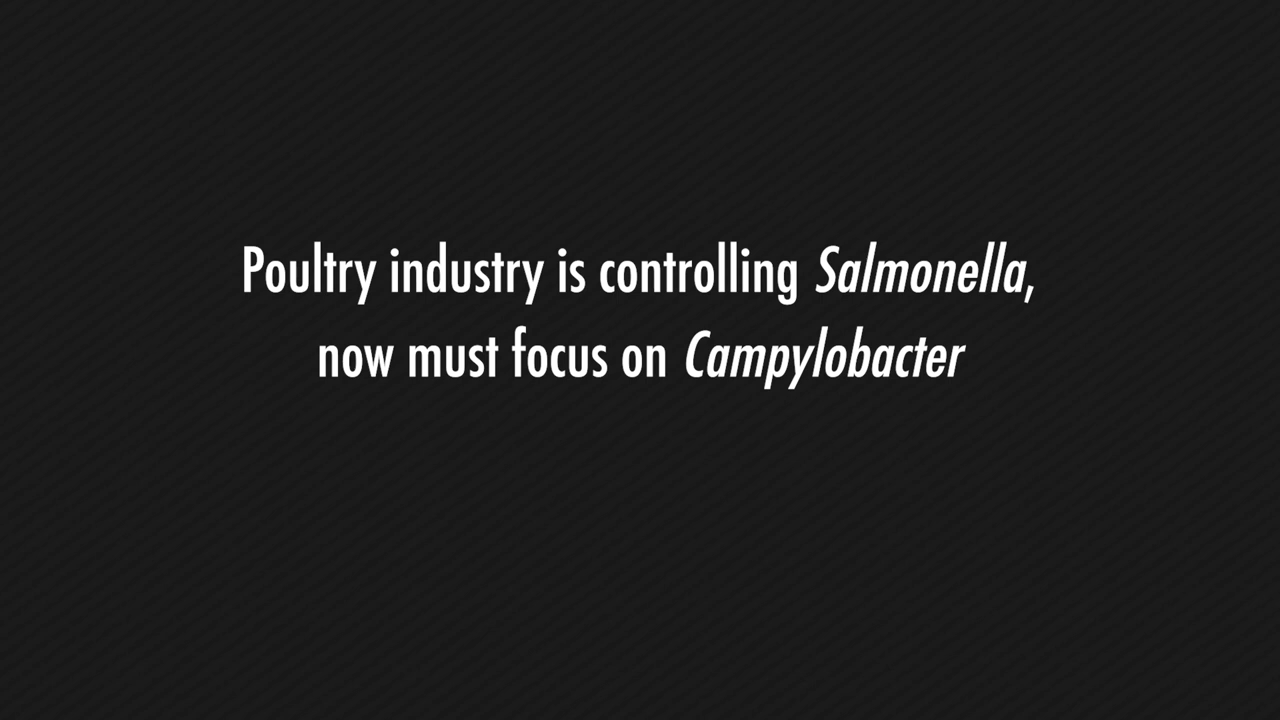 Poultry industry is controlling Salmonella,
now must focus on Campylobacter